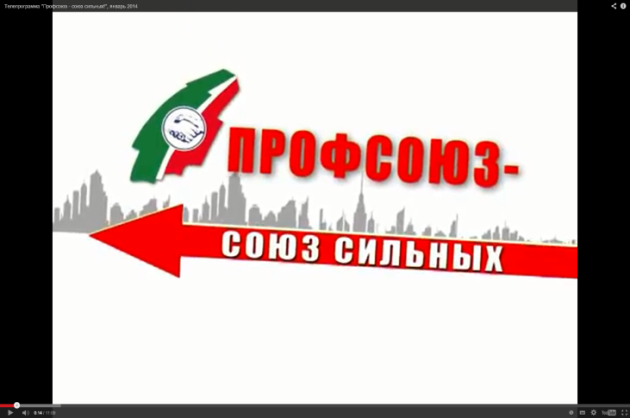 Телепрограмма "Профсоюз - союз сильных!", январь 2014
ПРОФСОЮЗ-
СОЮЗ СИЛЬНЫХ